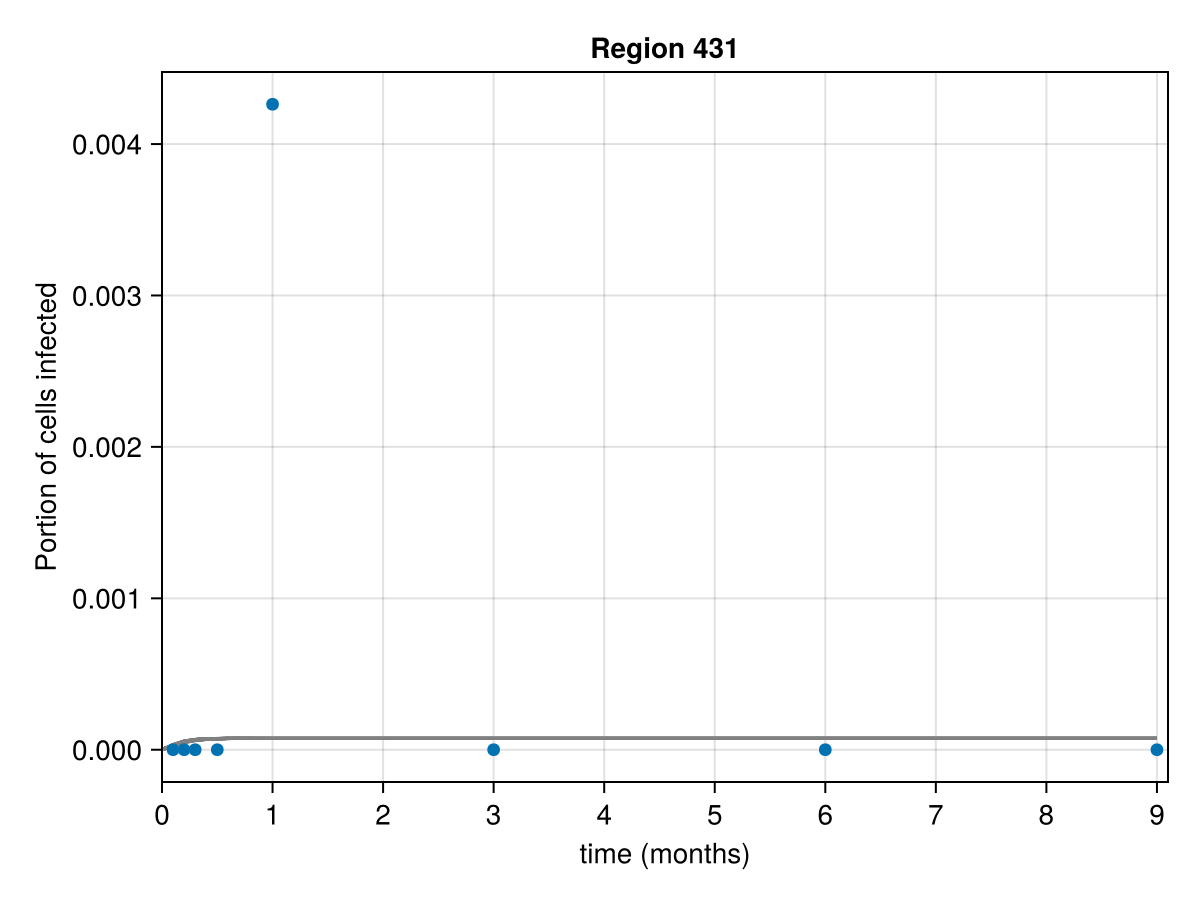 Region 431
Portion of cells infected
0.004
0.003
0.002
0.001
0.000
0 1 2 3 4 5 6 7 8 9
time (months)